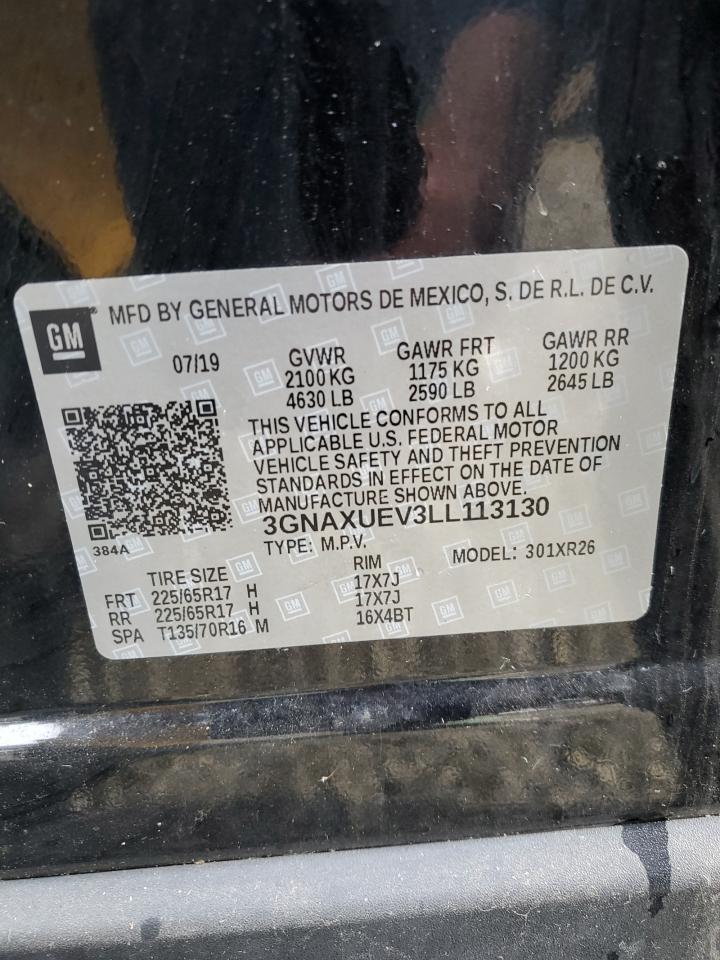 GM
MFD BY GENERAL MOTORS DE MEXICO, S. DE R.L. DE C.V.
07/19
GVWR
2100 KG
4630 LB
GAWR FRT
1175 KG
2590 LB
GAWR RR
1200 KG
2645 LB
THIS VEHICLE CONFORMS TO ALL
APPLICABLE U.S. FEDERAL MOTOR
VEHICLE SAFETY AND THEFT PREVENTION
STANDARDS IN EFFECT ON THE DATE OF
MANUFACTURE SHOWN ABOVE.
3GNAXUEV3LL113130
384A
TYPE: M.P.V.
MODEL: 301XR26
TIRE SIZE RIM
FRT 225/65R17 H 17X7J
RR 225/65R17 H 17X7J
SPA T135/70R16 M 16X4BT